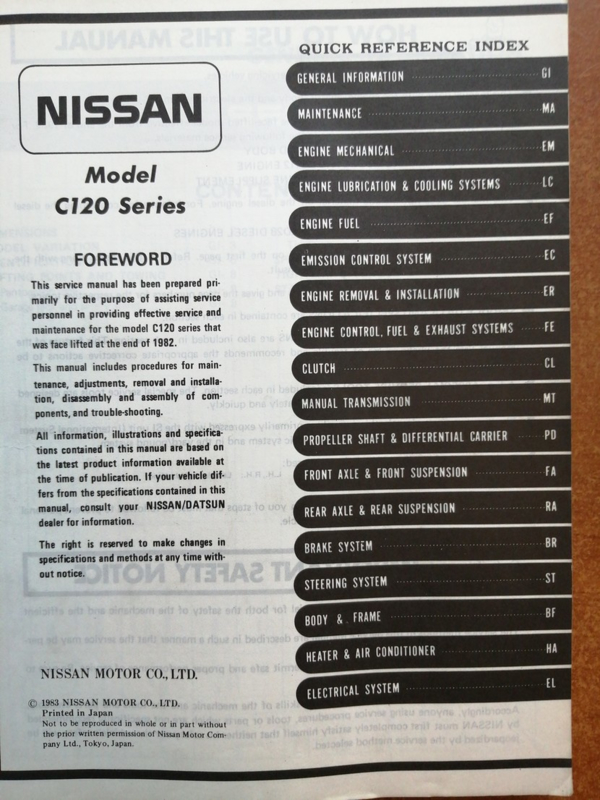 NISSAN
Model
C120 Series
FOREWORD
This service manual has been prepared pri-
marily for the purpose of assisting service
personnel in providing effective service and
maintenance for the model C120 series that
was face lifted at the end of 1982.
This manual includes procedures for main-
tenance, adjustments, removal and installa-
tion, disassembly and assembly of com-
ponents, and trouble-shooting.
All information, illustrations and specifica-
tions contained in this manual are based on
the latest product information available at
the time of publication. If your vehicle dif-
fers from the specifications contained in this
manual, consult your NISSAN/DATSUN
dealer for information.
The right is reserved to make changes in
specifications and methods at any time with-
out notice.
NISSAN MOTOR CO., LTD.
© 1983 NISSAN MOTOR CO., LTD.
Printed in Japan
Not to be reproduced in whole or in part without
the prior written permission of Nissan Motor Com-
pany Ltd., Tokyo, Japan.
QUICK REFERENCE INDEX
GENERAL INFORMATION GI
MAINTENANCE MA
ENGINE MECHANICAL EM
ENGINE LUBRICATION & COOLING SYSTEMS LC
ENGINE FUEL EF
EMISSION CONTROL SYSTEM EC
ENGINE REMOVAL & INSTALLATION ER
ENGINE CONTROL, FUEL & EXHAUST SYSTEMS FE
CLUTCH CL
MANUAL TRANSMISSION MT
PROPELLER SHAFT & DIFFERENTIAL CARRIER PD
FRONT AXLE & FRONT SUSPENSION FA
REAR AXLE & REAR SUSPENSION RA
BRAKE SYSTEM BR
STEERING SYSTEM ST
BODY & FRAME BF
HEATER & AIR CONDITIONER HA
ELECTRICAL SYSTEM EL